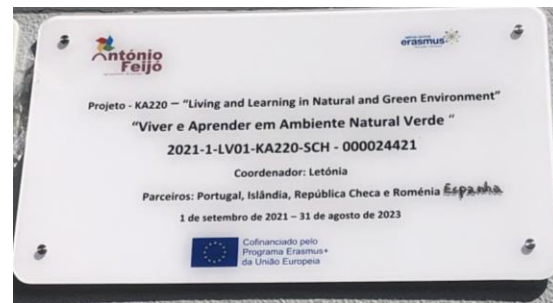 António
Feijó
erasmus+
Projeto - KA220 – "Living and Learning in Natural and Green Environment"
"Viver e Aprender em Ambiente Natural Verde "
2021-1-LV01-KA220-SCH - 000024421
Coordenador: Letónia
Parceiros: Portugal, Islândia, República Checa e Roménia Espanha
1 de setembro de 2021 – 31 de agosto de 2023
Cofinanciado pelo
Programa Erasmus+
da União Europeia